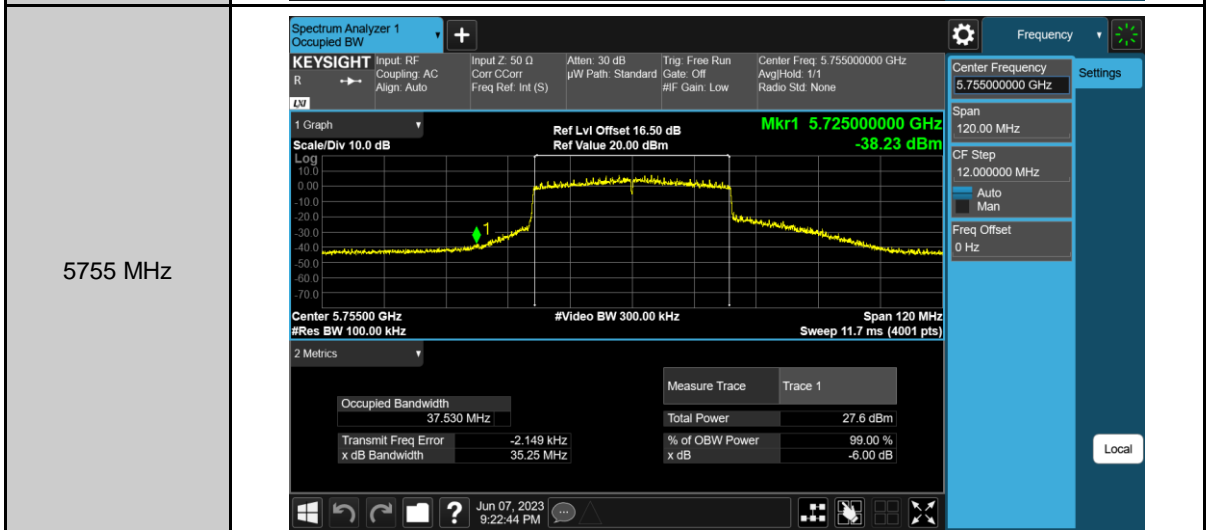 5755 MHz
Spectrum Analyzer 1
Occupied BW
+
Frequency
KEYSIGHT
R
LXI
Input: RF
Coupling: AC
Align: Auto
Input Z: 50 Ω
Corr CCorr
Freq Ref: Int (S)
Atten: 30 dB
µW Path: Standard
Trig: Free Run
Gate: Off
#IF Gain: Low
Center Freq: 5.755000000 GHz
Avg|Hold: 1/1
Radio Std: None
Center Frequency
5.755000000 GHz
Settings
Span
120.00 MHz
CF Step
12.000000 MHz
Auto
Man
Freq Offset
0 Hz
1 Graph
Scale/Div 10.0 dB
Ref Lvl Offset 16.50 dB
Ref Value 20.00 dBm
Mkr1 5.725000000 GHz
-38.23 dBm
Log
10.0
0.00
-10.0
-20.0
-30.0
-40.0
-50.0
-60.0
-70.0
1
Center 5.75500 GHz
#Video BW 300.00 kHz
Span 120 MHz
#Res BW 100.00 kHz
Sweep 11.7 ms (4001 pts)
2 Metrics
Measure Trace Trace 1
Occupied Bandwidth
37.530 MHz
Total Power 27.6 dBm
Transmit Freq Error -2.149 kHz
% of OBW Power 99.00 %
x dB Bandwidth 35.25 MHz
x dB -6.00 dB
Local
?
Jun 07, 2023
9:22:44 PM